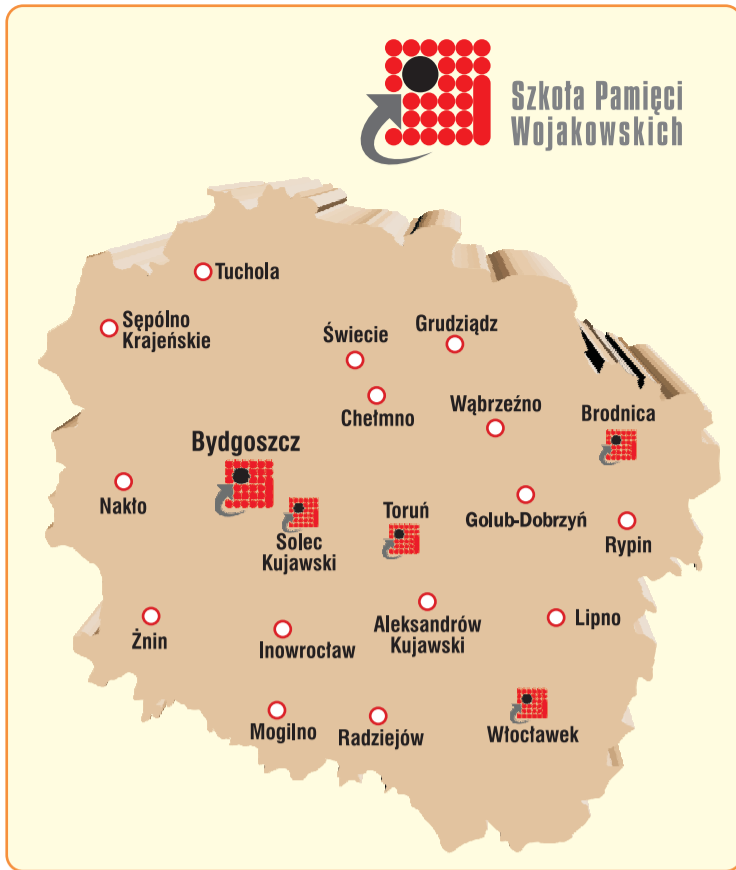 Szkoła Pamięci
Wojakowskich
Tuchola
Sępólno
Krajeńskie
Świecie
Grudziądz
Chełmno
Wąbrzeźno
Brodnica
Bydgoszcz
Nakło
Solec
Kujawski
Toruń
Golub-Dobrzyń
Rypin
Żnin
Inowrocław
Aleksandrów
Kujawski
Lipno
Mogilno
Radziejów
Włocławek